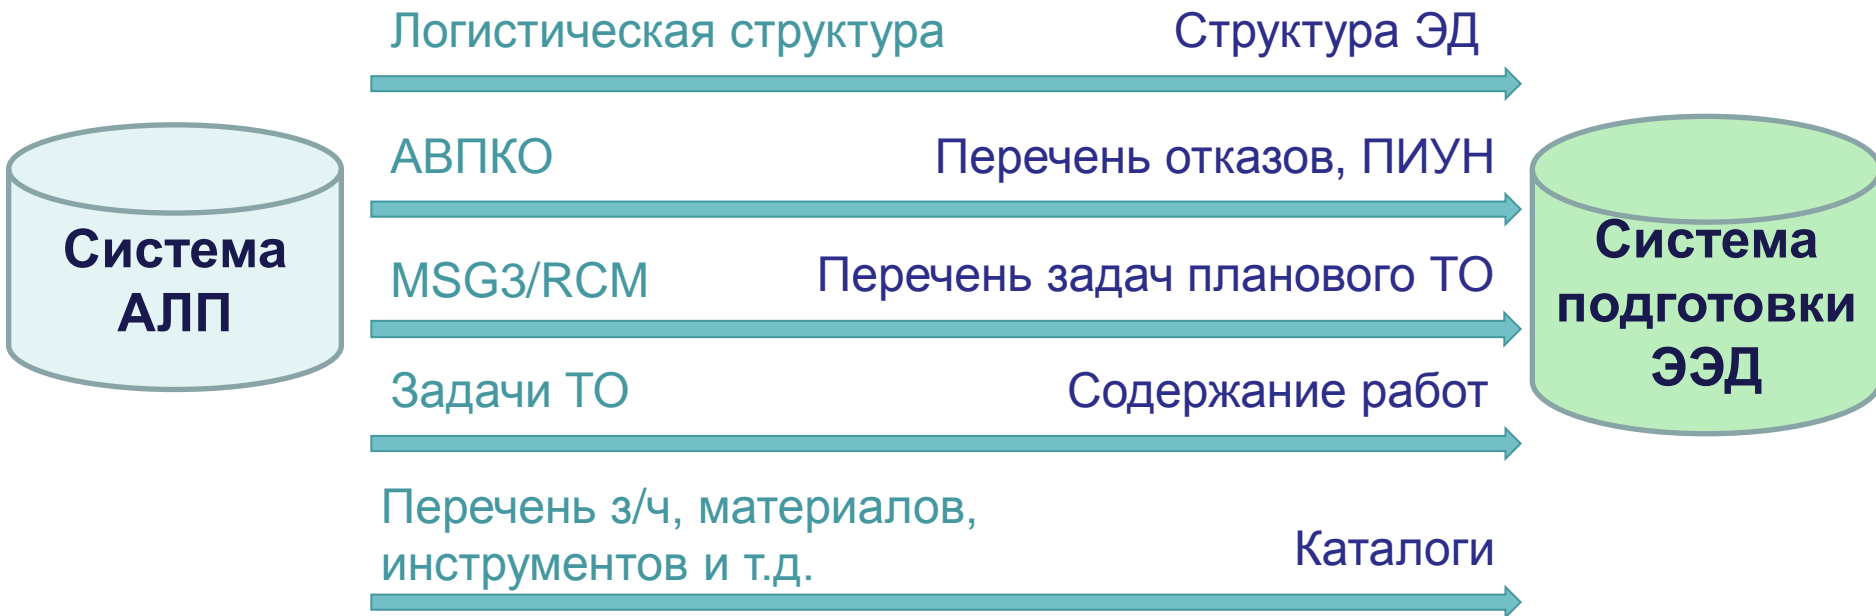 Логистическая структура
Структура ЭД
АВПКО
Перечень отказов, ПИУН
Система
АЛП
MSG3/RCM
Перечень задач планового ТО
Система
подготовки
ЭЭД
Задачи ТО
Содержание работ
Перечень з/ч, материалов,
инструментов и т.д.
Каталоги